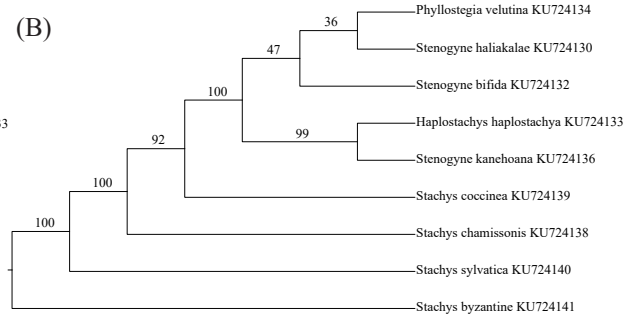 (B)
Phyllostegia velutina KU724134
36
47
Stenogyne haliakalae KU724130
Stenogyne bifida KU724132
100
33
Haplostachys haplostachya KU724133
99
92
Stenogyne kanehoana KU724136
100
Stachys coccinea KU724139
100
Stachys chamissonis KU724138
Stachys sylvatica KU724140
Stachys byzantine KU724141